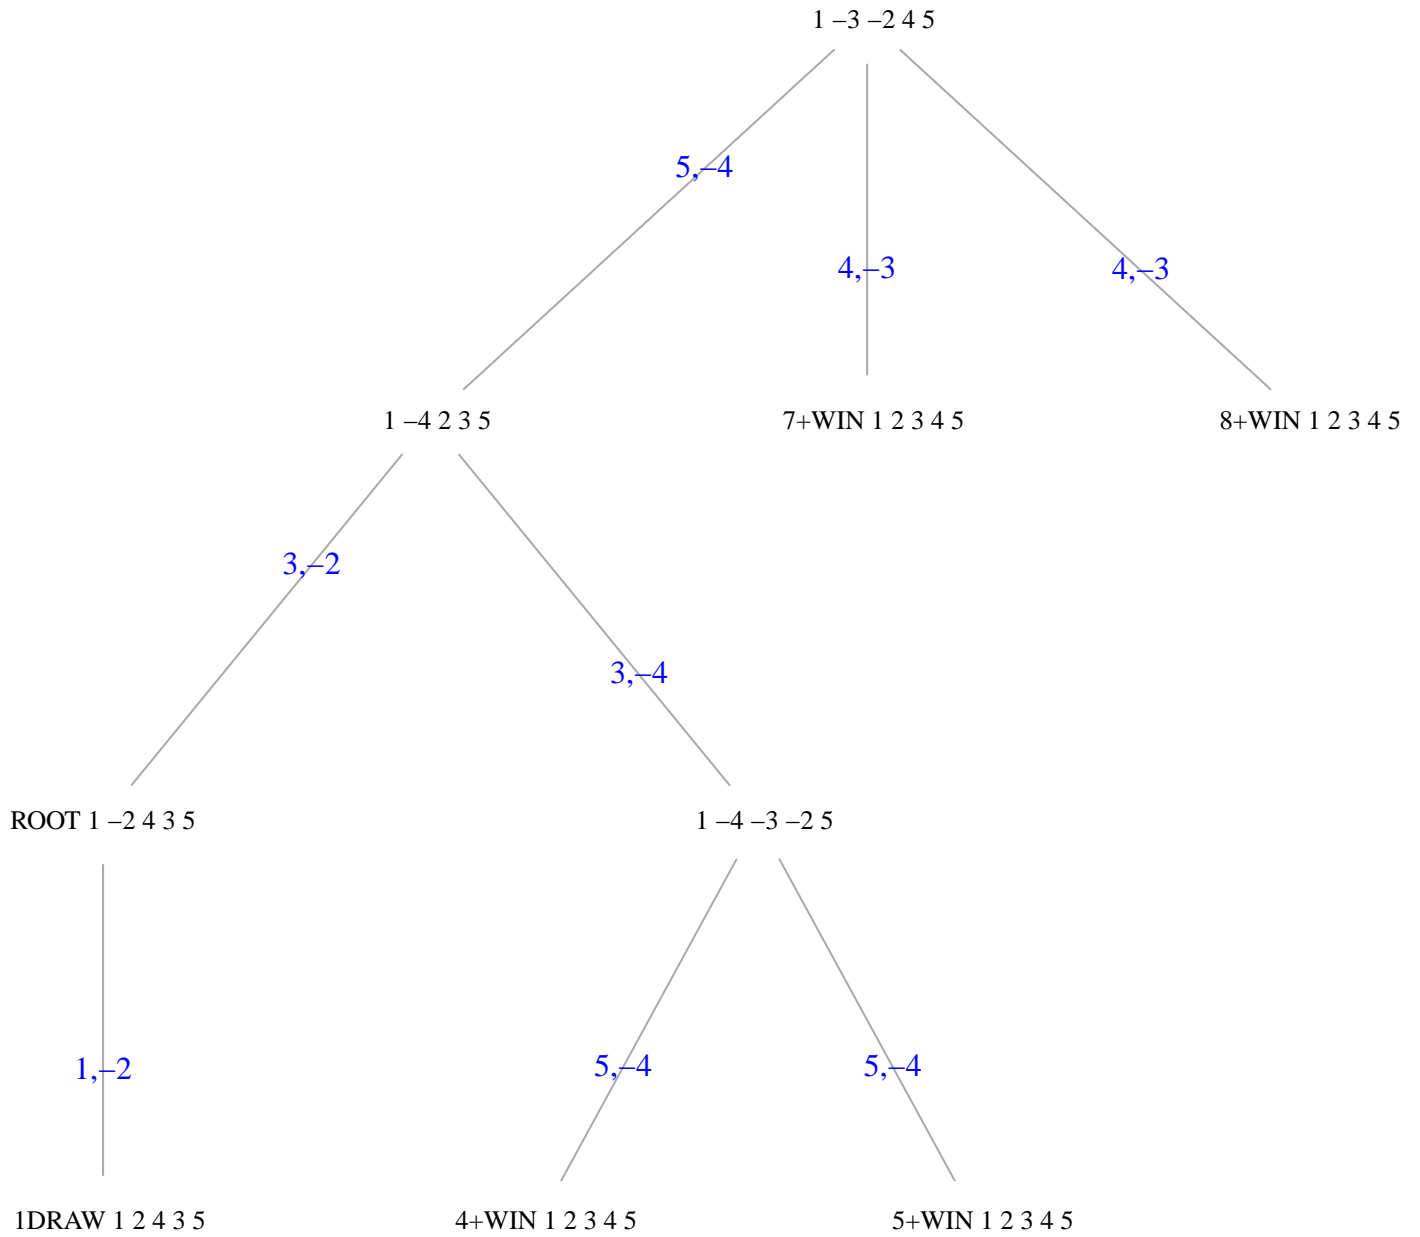 1 –3 –2 4 5
5,–4
4,–3
4,–3
1 –4 2 3 5
7+WIN 1 2 3 4 5
8+WIN 1 2 3 4 5
3,–2
3,–4
ROOT 1 –2 4 3 5
1 –4 –3 –2 5
1,–2
5,–4
5,–4
1DRAW 1 2 4 3 5
4+WIN 1 2 3 4 5
5+WIN 1 2 3 4 5